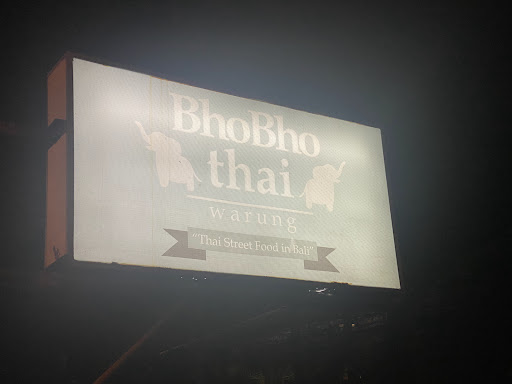 BhoBho
thai
warung
"Thai Street Food in Bali"